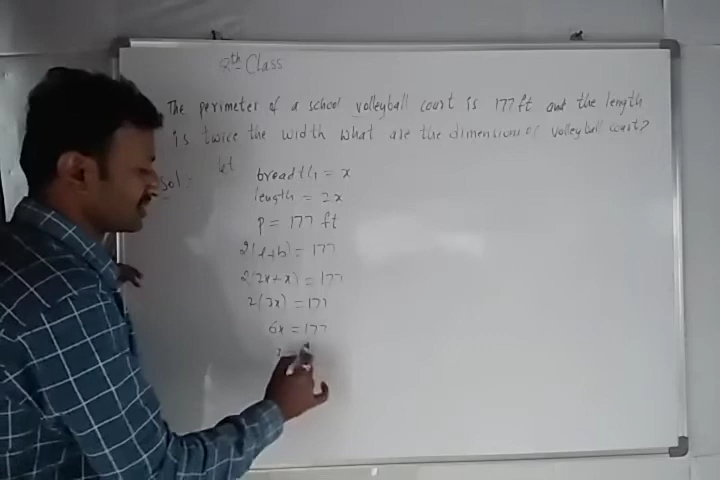 8th Class
The perimeter of a school volleyball court is 177 ft and the length
is twice the width what are the dimensions of volleyball court?
Sol:- let breadth = x
length = 2x
P = 177 ft
2(l+b) = 177
2(2x+x) = 177
2(3x) = 177
6x = 177